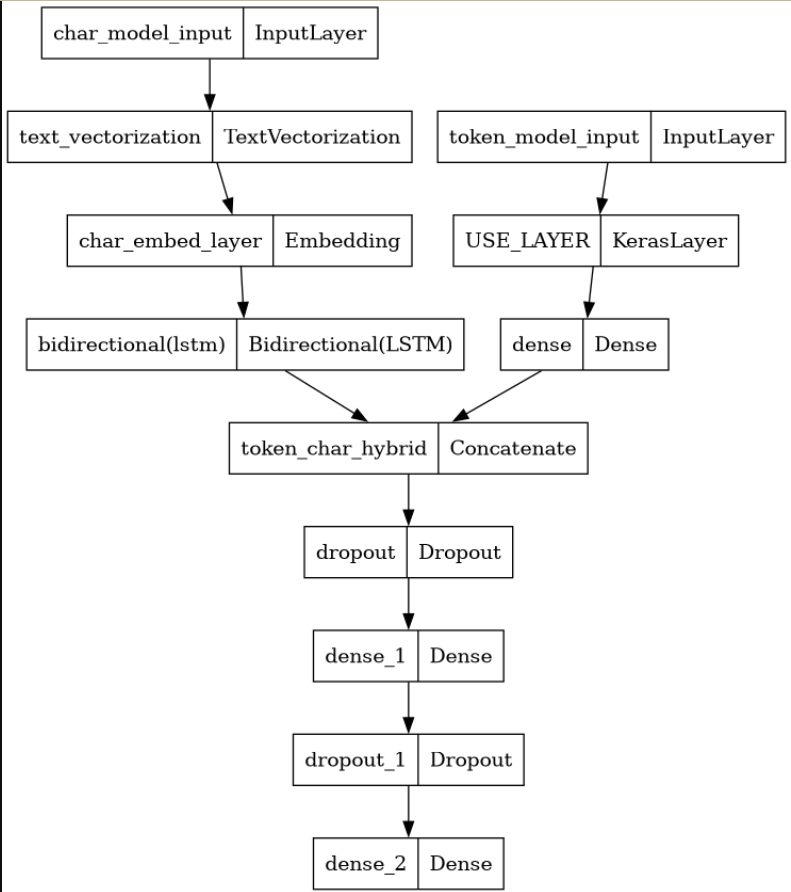 char_model_input InputLayer
text_vectorization TextVectorization
token_model_input InputLayer
char_embed_layer Embedding
USE_LAYER KerasLayer
bidirectional(lstm) Bidirectional(LSTM)
dense Dense
token_char_hybrid Concatenate
dropout Dropout
dense_1 Dense
dropout_1 Dropout
dense_2 Dense